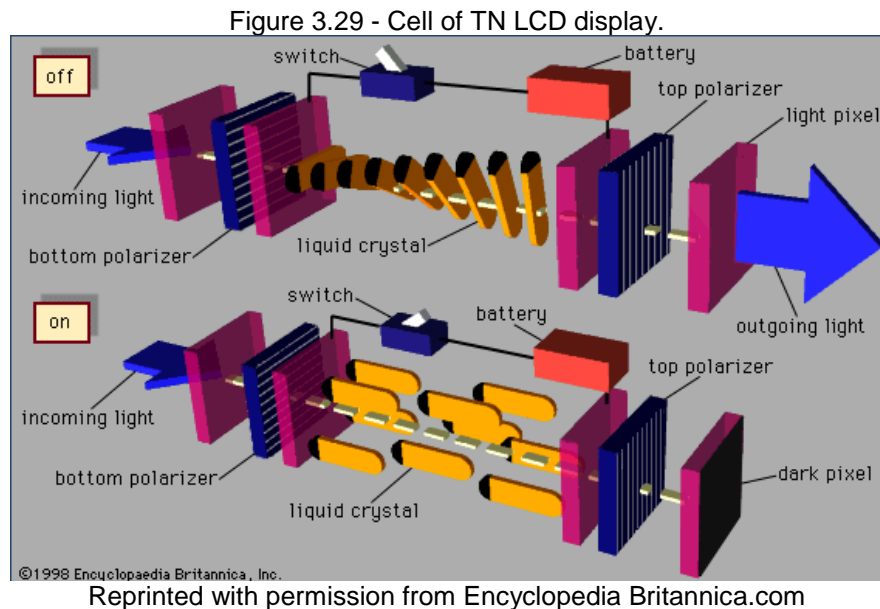 Figure 3.29 - Cell of TN LCD display.
off
switch
battery
top polarizer
light pixel
incoming light
bottom polarizer
liquid crystal
outgoing light
on
switch
battery
top polarizer
incoming light
bottom polarizer
liquid crystal
dark pixel
©1998 Encyclopaedia Britannica, Inc.
Reprinted with permission from Encyclopedia Britannica.com